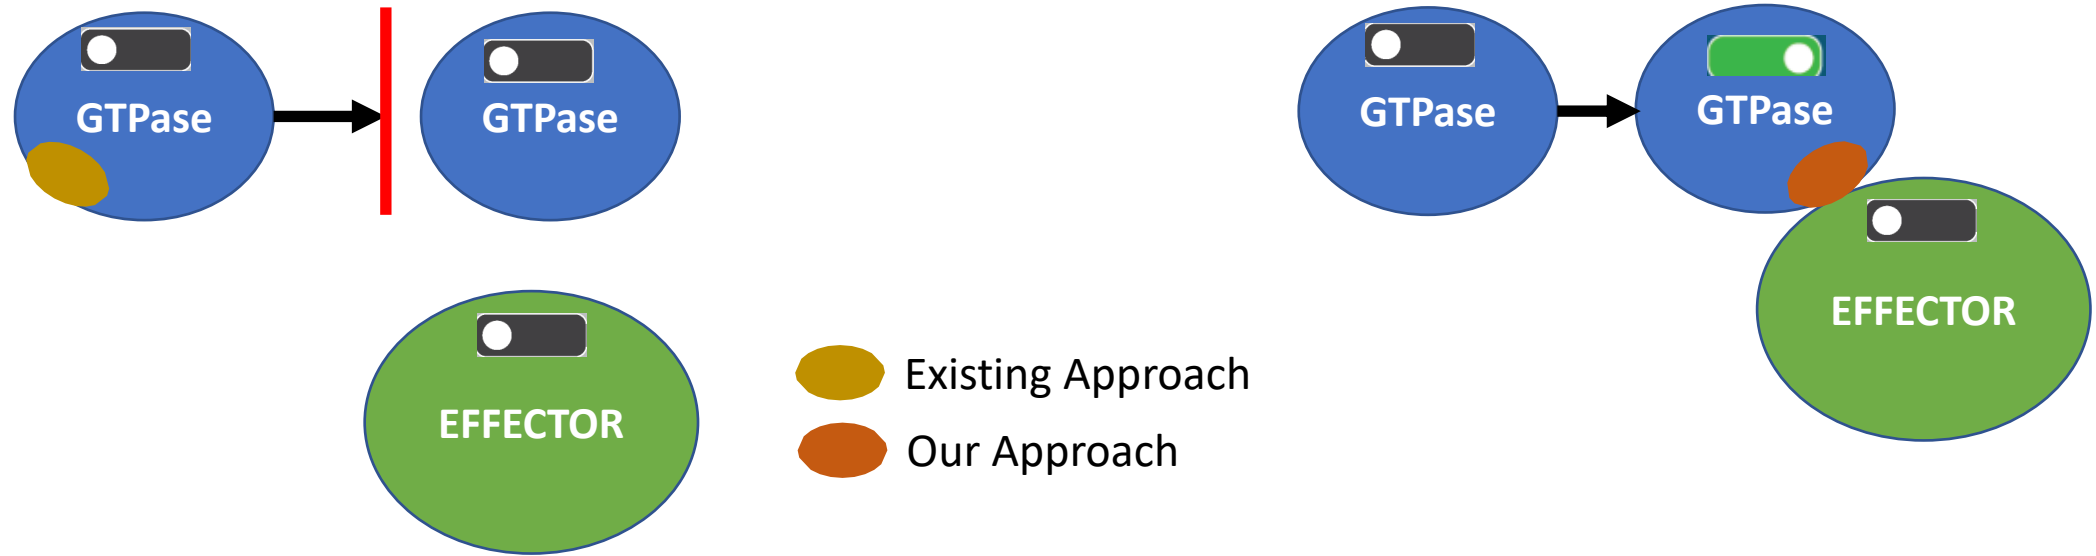 GTPase
GTPase
GTPase
GTPase
EFFECTOR
EFFECTOR
Existing Approach
Our Approach